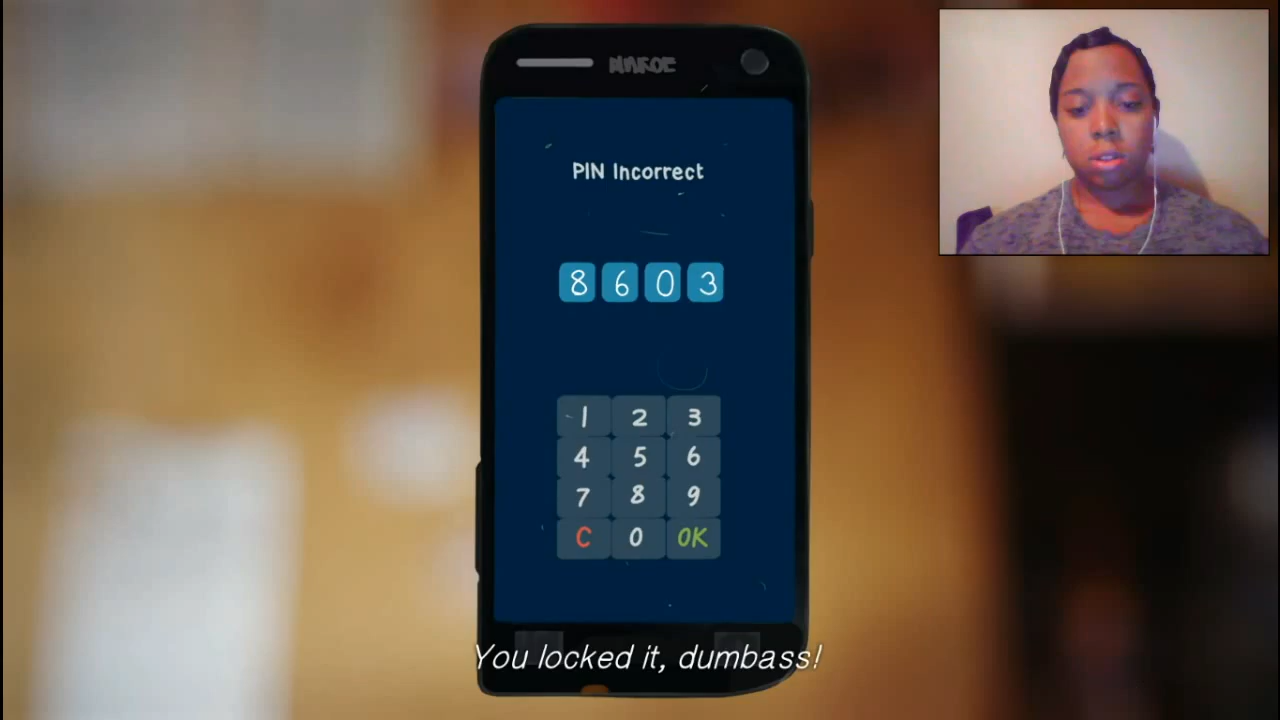 PIN Incorrect
8 6 0 3
1 2 3
4 5 6
7 8 9
C 0 OK
You locked it, dumbass!